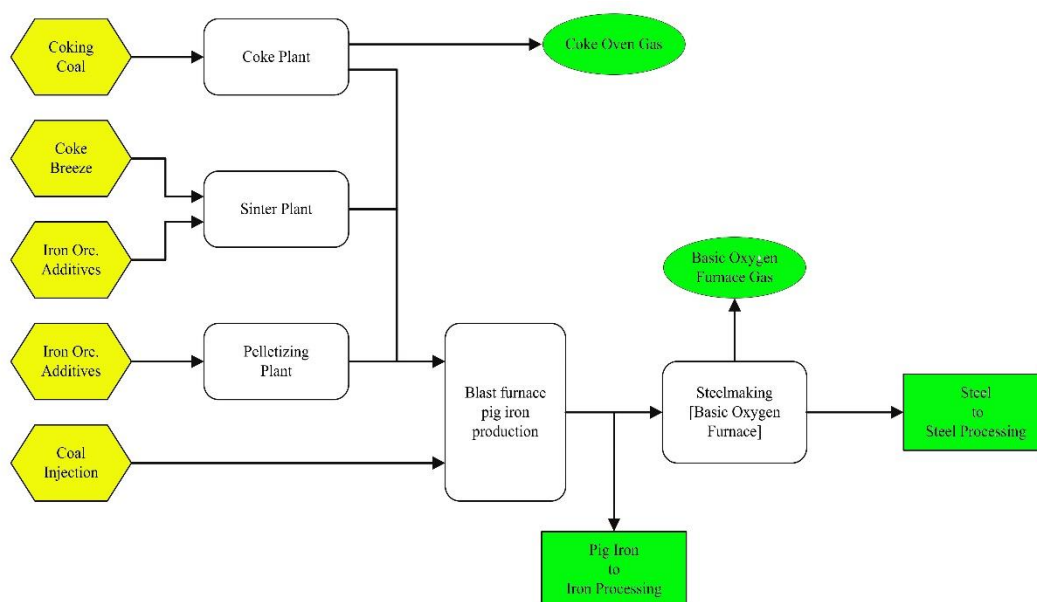 Coking
Coal
Coke Plant
Coke Oven Gas
Coke
Breeze
Sinter Plant
Iron Orc.
Additives
Basic Oxygen
Furnace Gas
Iron Orc.
Additives
Pelletizing
Plant
Blast furnace
pig iron
production
Steelmaking
[Basic Oxygen
Furnace]
Steel
to
Steel Processing
Coal
Injection
Pig Iron
to
Iron Processing